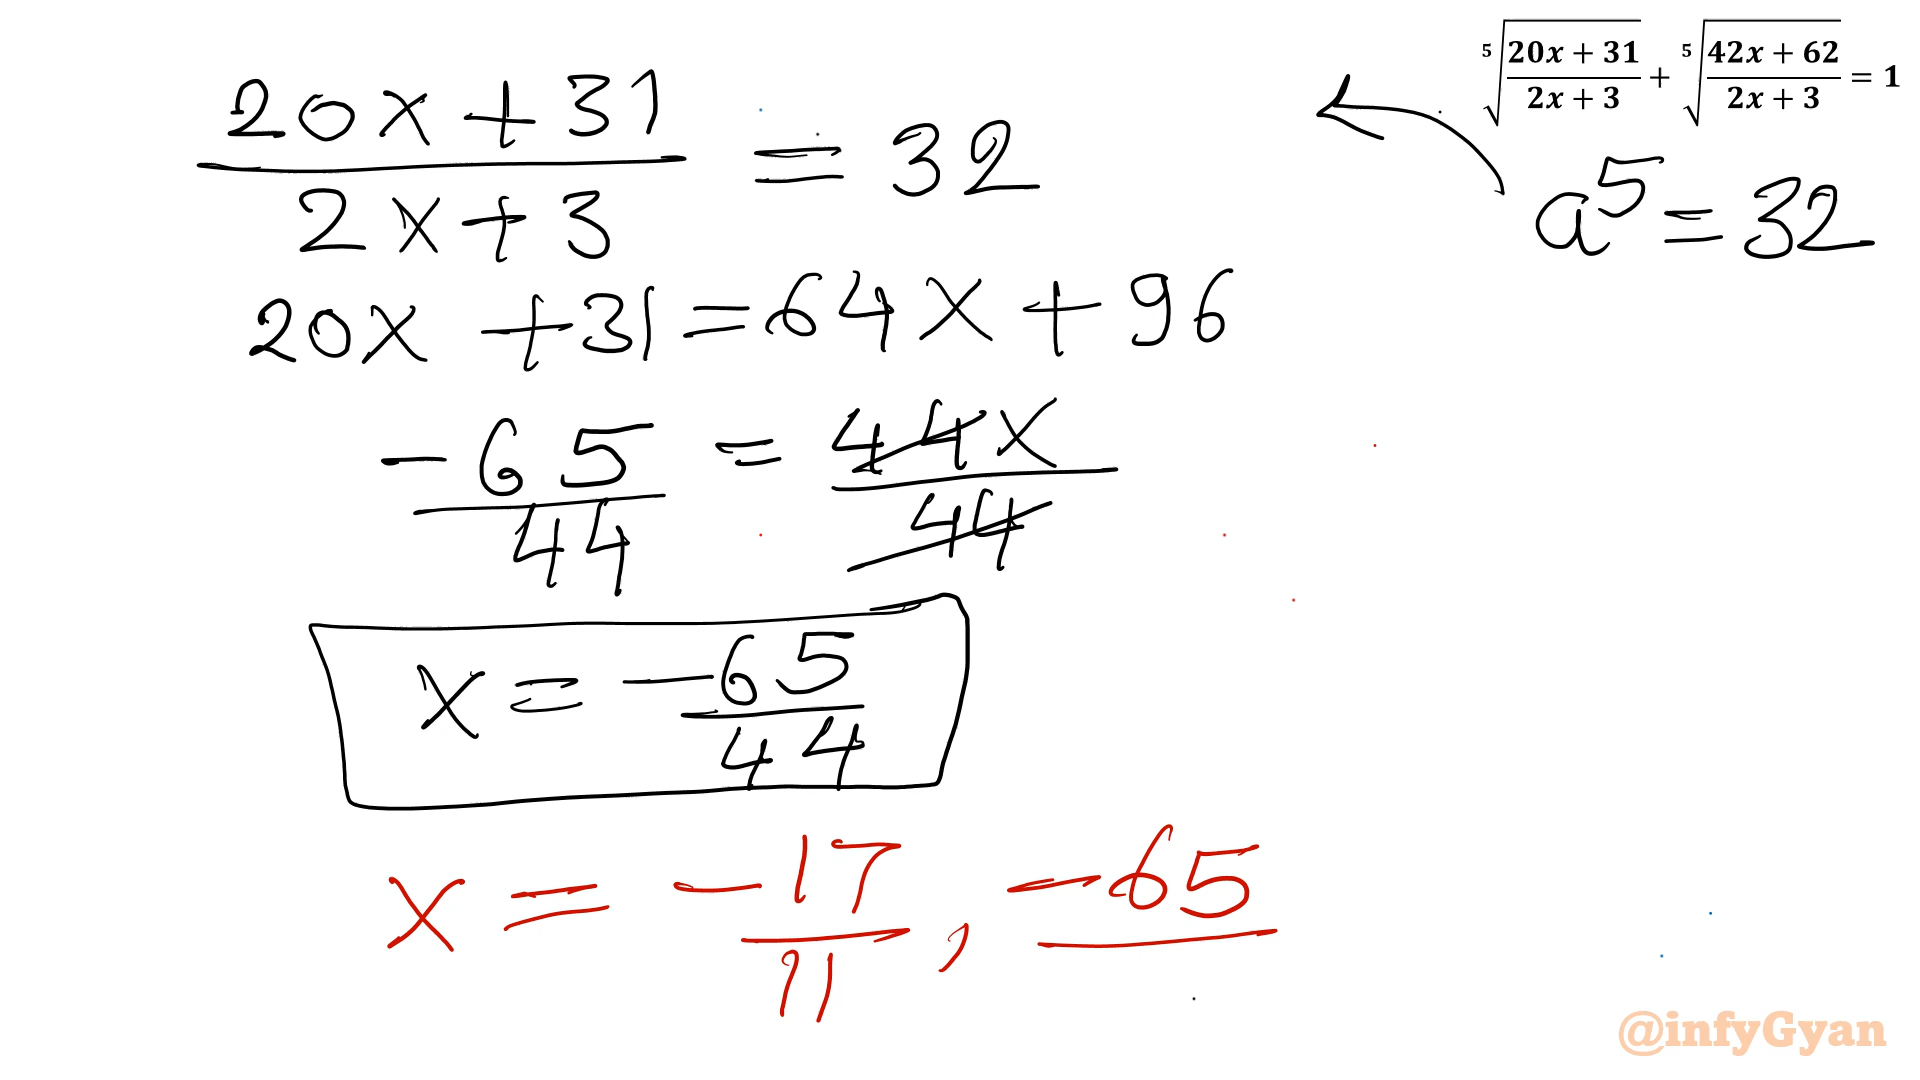 ⁵√((20x + 31)/(2x + 3)) + ⁵√((42x + 62)/(2x + 3)) = 1
a⁵ = 32
(20x + 31)/(2x + 3) = 32
20x + 31 = 64x + 96
-65/44 = 44x/44
x = -65/44
x = -17/11, -65
@infyGyan